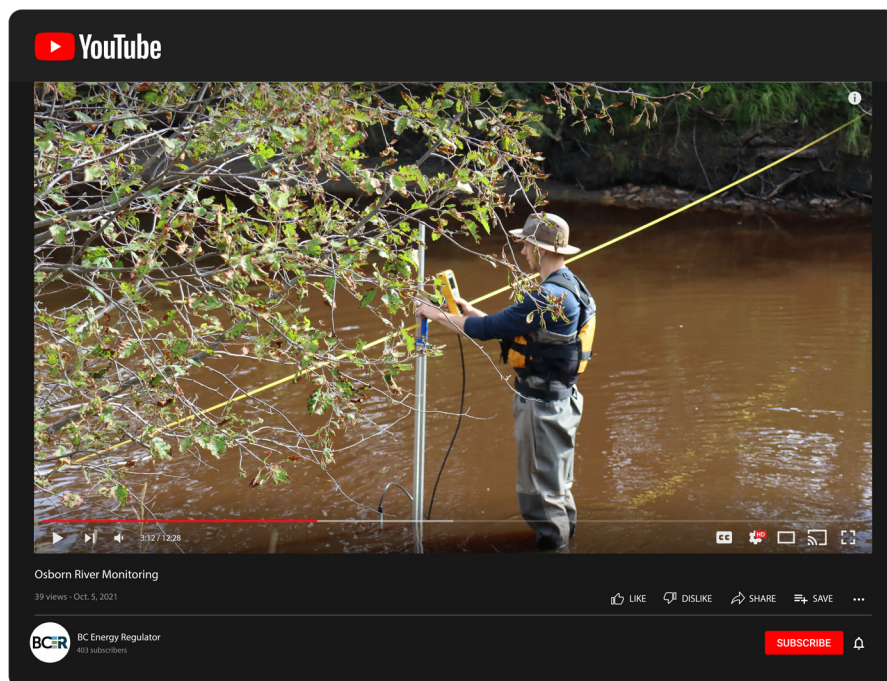 YouTube
3:12 / 12:28
CC
HD
Osborn River Monitoring
39 views - Oct. 5, 2021
LIKE DISLIKE SHARE SAVE
BCER
BC Energy Regulator
403 subscribers
SUBSCRIBE